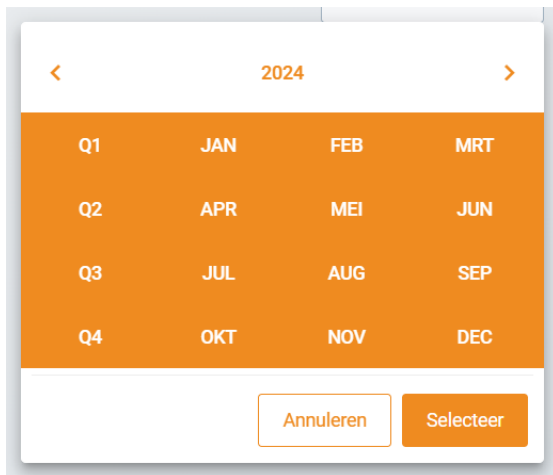 2024
Q1 JAN FEB MRT
Q2 APR MEI JUN
Q3 JUL AUG SEP
Q4 OKT NOV DEC
Annuleren Selecteer